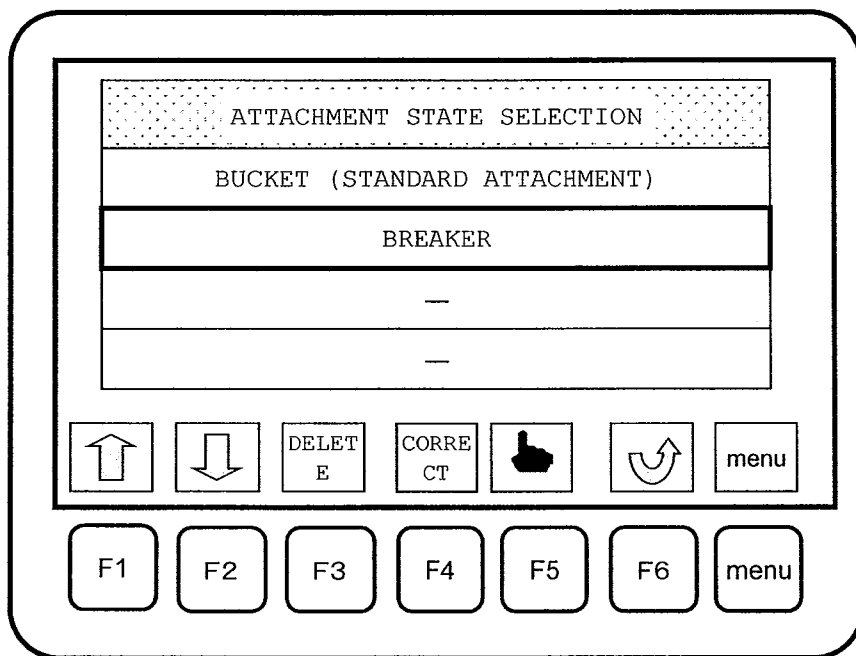 ATTACHMENT STATE SELECTION
BUCKET (STANDARD ATTACHMENT)
BREAKER
—
—
DELET
E
CORRE
CT
menu
F1 F2 F3 F4 F5 F6 menu